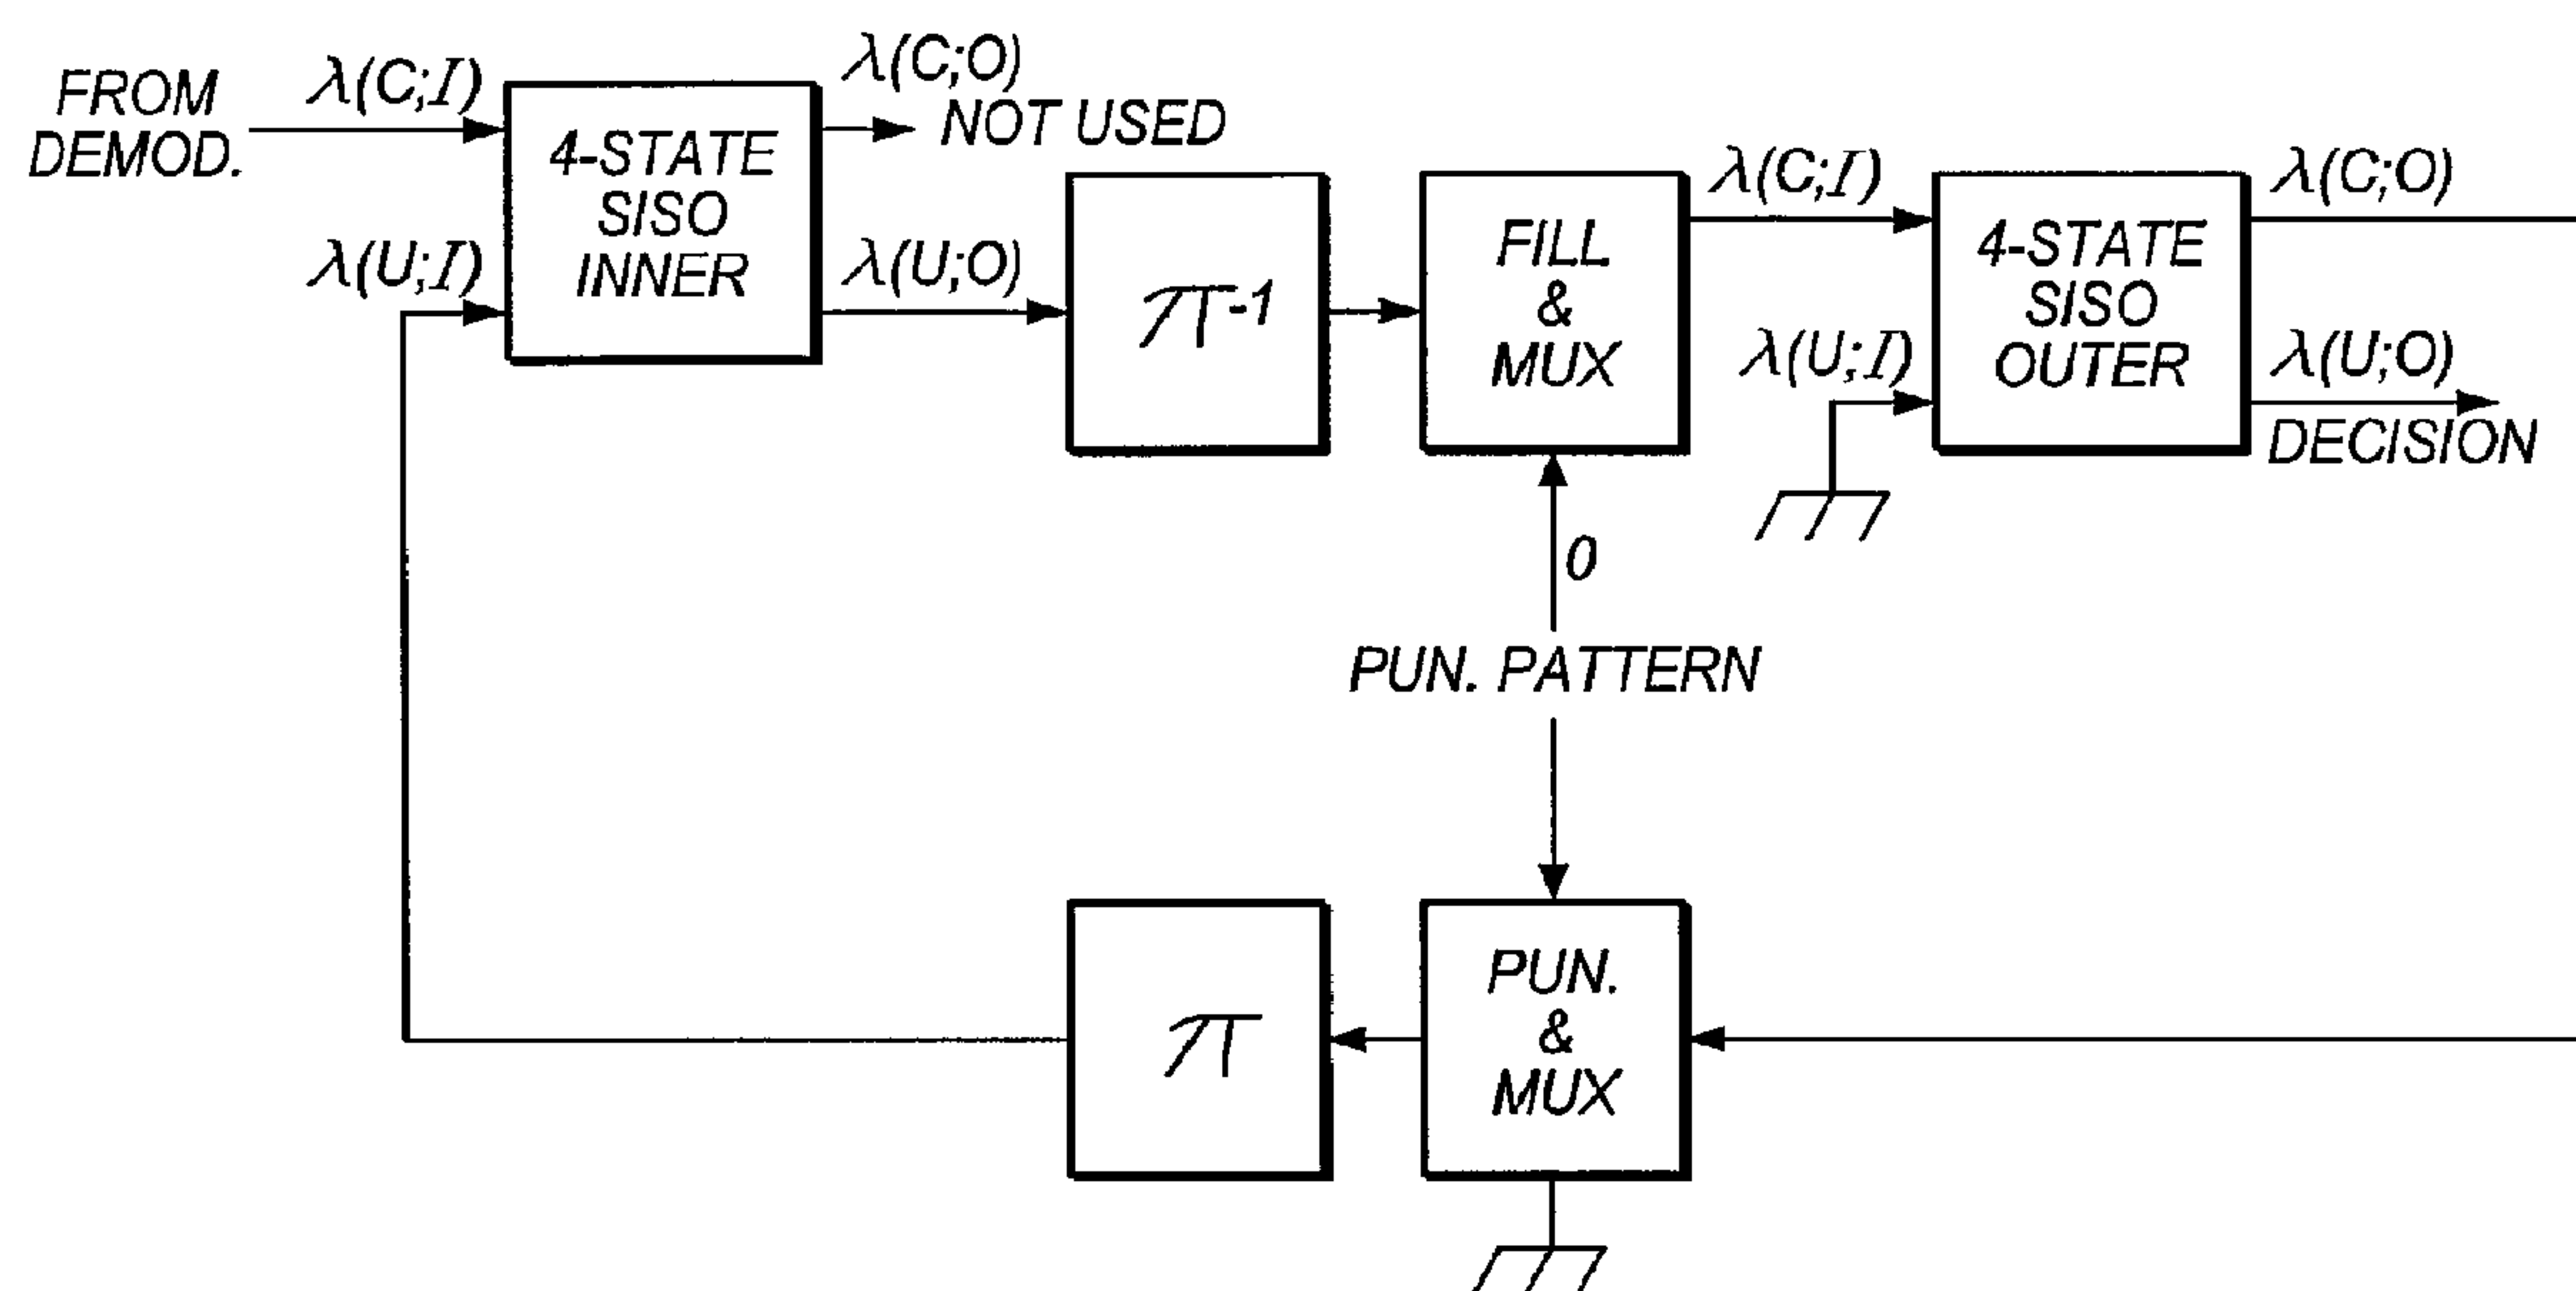 FROM
DEMOD.
λ(C;I)
λ(U;I)
4-STATE
SISO
INNER
λ(C;O)
NOT USED
λ(U;O)
π-1
FILL
&
MUX
λ(C;I)
λ(U;I)
4-STATE
SISO
OUTER
λ(C;O)
λ(U;O)
DECISION
0
PUN. PATTERN
π
PUN.
&
MUX